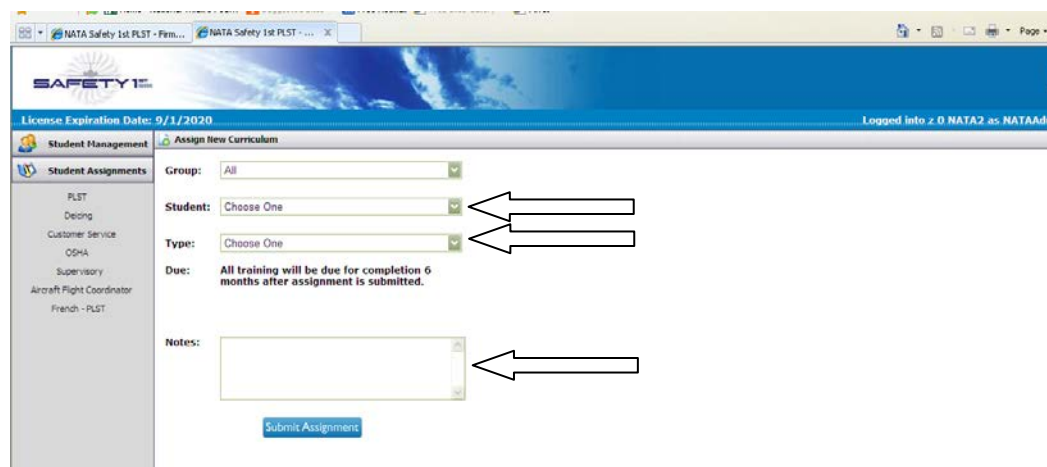 NATA Safety 1st PLST - Firm... NATA Safety 1st PLST - ... X Page
SAFETY 1ST
License Expiration Date: 9/1/2020 Logged into z 0 NATA2 as NATAAd
Student Management Assign New Curriculum
Student Assignments Group: All
PLST
Deicing
Student: Choose One
Customer Service
Type: Choose One
OSHA
Supervisory
Due: All training will be due for completion 6
months after assignment is submitted.
Aircraft Flight Coordinator
French - PLST
Notes:
Submit Assignment